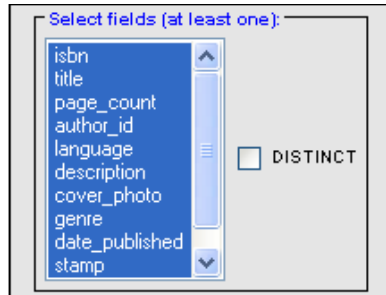 Select fields (at least one):
isbn
title
page_count
author_id
language
description
cover_photo
genre
date_published
stamp
DISTINCT